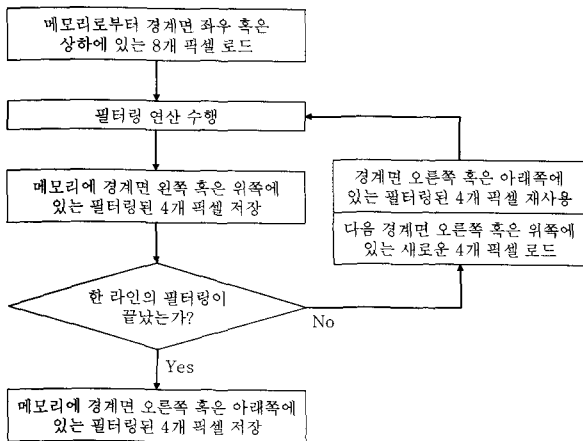 메모리로부터 경계면 좌우 혹은
상하에 있는 8개 픽셀 로드
필터링 연산 수행
메모리에 경계면 왼쪽 혹은 위쪽에
있는 필터링된 4개 픽셀 저장
경계면 오른쪽 혹은 아래쪽에
있는 필터링된 4개 픽셀 재사용
다음 경계면 오른쪽 혹은 위쪽에
있는 새로운 4개 픽셀 로드
한 라인의 필터링이
끝났는가?
No
Yes
메모리에 경계면 오른쪽 혹은 아래쪽에
있는 필터링된 4개 픽셀 저장